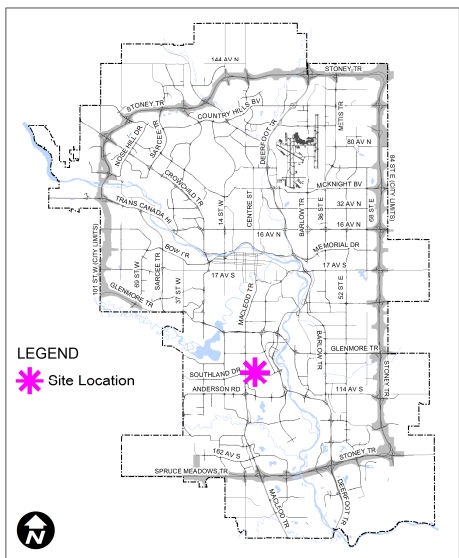 144 AV N
STONEY TR
STONEY TR
COUNTRY HILLS BV
NOSE HILL DR
SARCEE TR
DEERFOOT TR
METIS TR
80 AV N
CROWCHILD TR
MCKNIGHT BV
14 ST W
CENTRE ST
BARLOW TR
36 ST E
32 AV N
68 ST E
84 ST E (CITY LIMITS)
TRANS CANADA HI
16 AV N
16 AV N
101 ST W (CITY LIMITS)
BOW TR
MEMORIAL DR
69 ST W
SARCEE TR
37 ST W
17 AV S
17 AV S
52 ST E
GLENMORE TR
MACLEOD TR
BARLOW TR
GLENMORE TR
LEGEND
Site Location
SOUTHLAND DR
ANDERSON RD
114 AV S
STONEY TR
162 AV S
STONEY TR
SPRUCE MEADOWS TR
MACLEOD TR
DEERFOOT TR
N